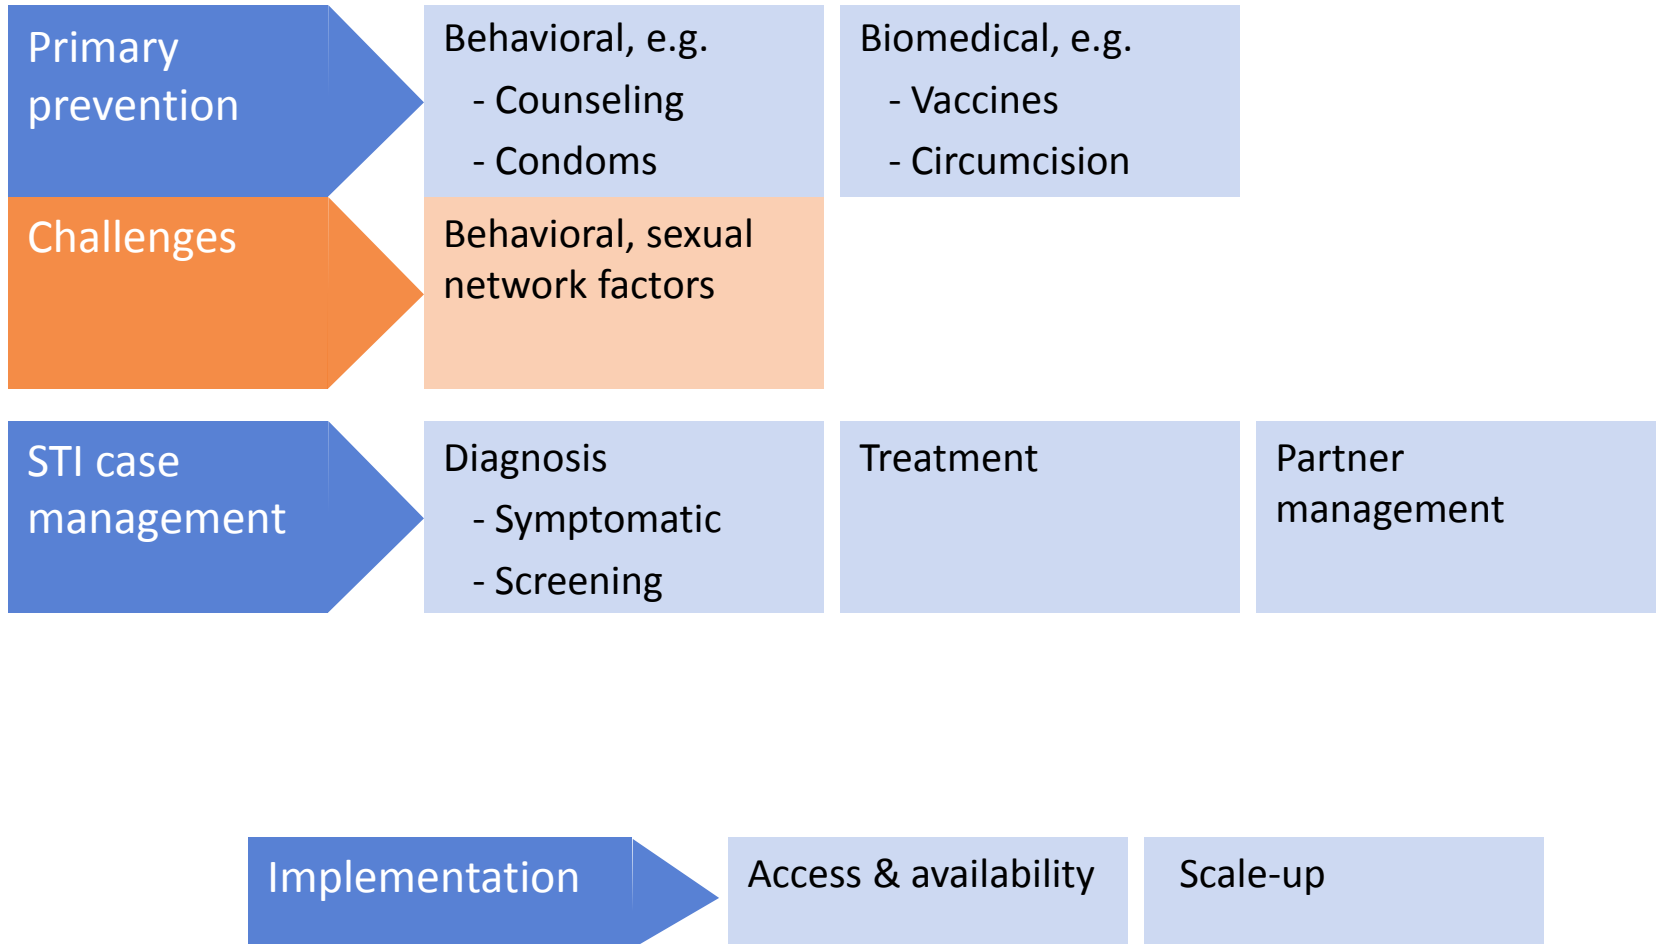 Primary
prevention
Behavioral, e.g.
- Counseling
- Condoms
Biomedical, e.g.
- Vaccines
- Circumcision
Challenges
Behavioral, sexual
network factors
STI case
management
Diagnosis
- Symptomatic
- Screening
Treatment
Partner
management
Implementation
Access & availability
Scale-up